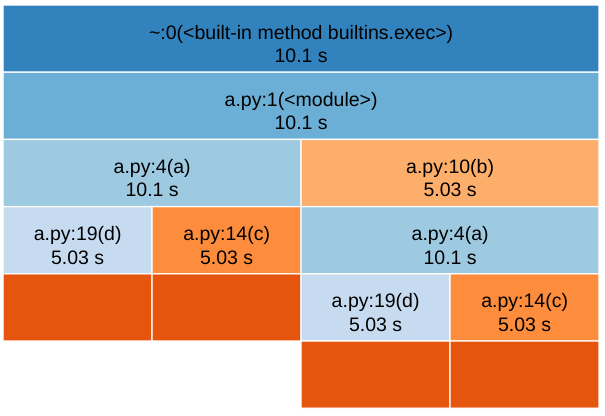 ~:0(<built-in method builtins.exec>)
10.1 s
a.py:1(<module>)
10.1 s
a.py:4(a)
10.1 s
a.py:10(b)
5.03 s
a.py:19(d)
5.03 s
a.py:14(c)
5.03 s
a.py:4(a)
10.1 s
a.py:19(d)
5.03 s
a.py:14(c)
5.03 s